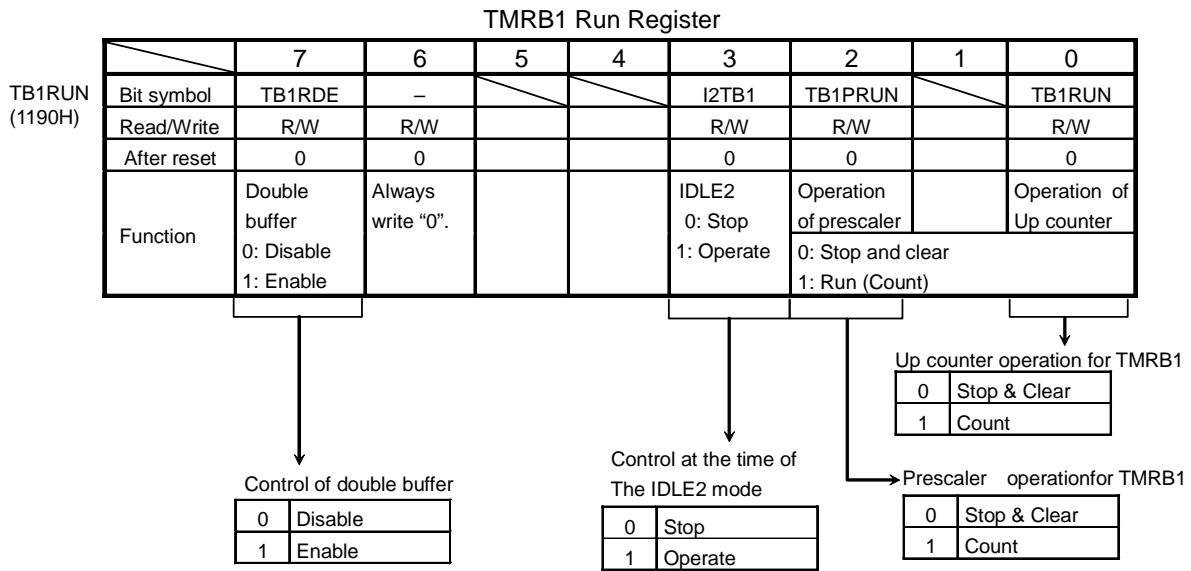 TMRB1 Run Register
7 6 5 4 3 2 1 0
TB1RUN
(1190H)
Bit symbol TB1RDE – I2TB1 TB1PRUN TB1RUN
Read/Write R/W R/W R/W R/W R/W
After reset 0 0 0 0 0
Function
Double
buffer
0: Disable
1: Enable
Always
write “0”.
IDLE2
0: Stop
1: Operate
Operation
of prescaler
Operation of
Up counter
0: Stop and clear
1: Run (Count)
Up counter operation for TMRB1
0 Stop & Clear
1 Count
Control of double buffer
0 Disable
1 Enable
Control at the time of
The IDLE2 mode
0 Stop
1 Operate
Prescaler operationfor TMRB1
0 Stop & Clear
1 Count